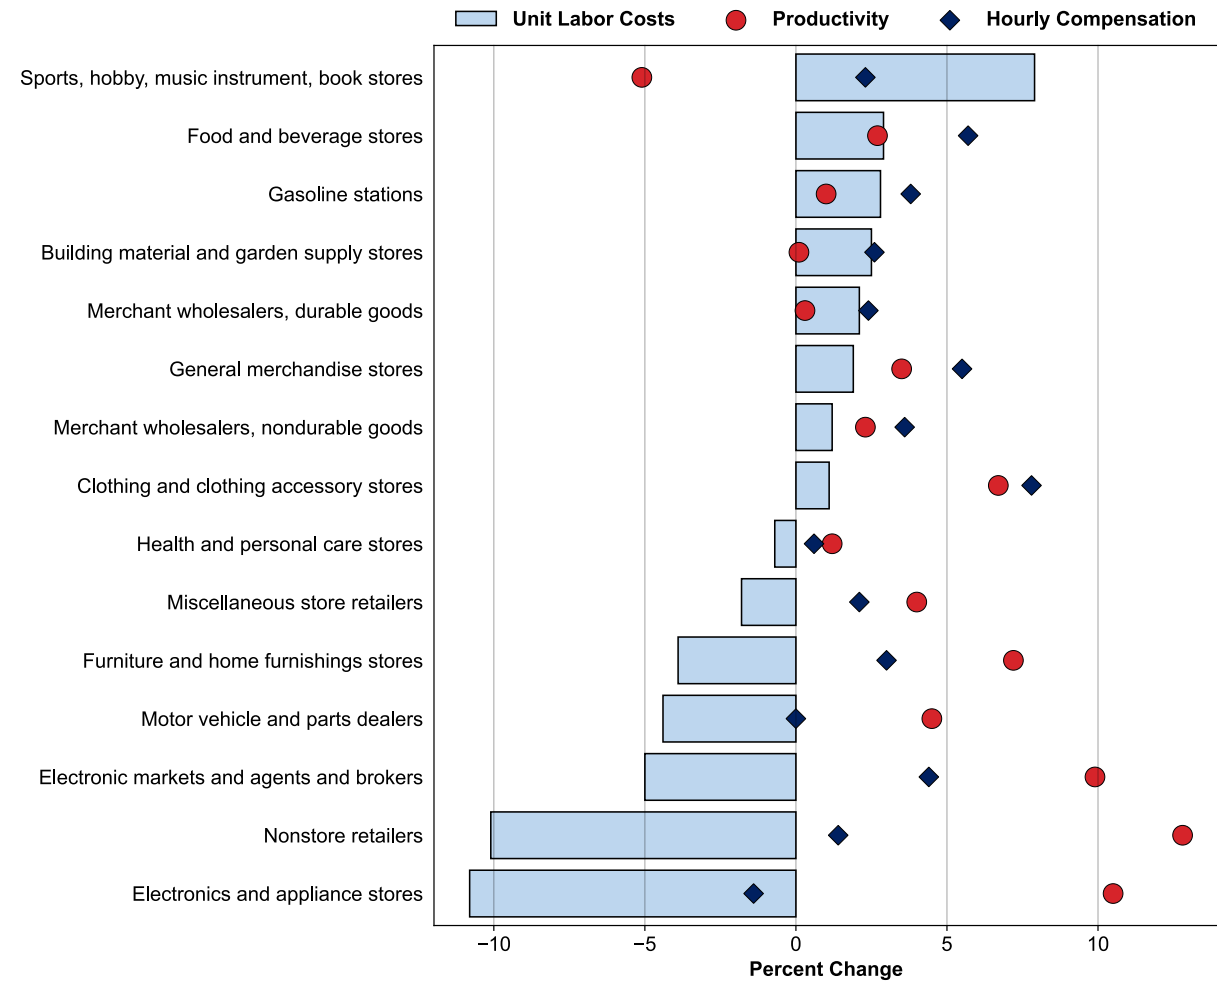 Unit Labor Costs Productivity Hourly Compensation
Sports, hobby, music instrument, book stores
Food and beverage stores
Gasoline stations
Building material and garden supply stores
Merchant wholesalers, durable goods
General merchandise stores
Merchant wholesalers, nondurable goods
Clothing and clothing accessory stores
Health and personal care stores
Miscellaneous store retailers
Furniture and home furnishings stores
Motor vehicle and parts dealers
Electronic markets and agents and brokers
Nonstore retailers
Electronics and appliance stores
−10 −5 0 5 10
Percent Change